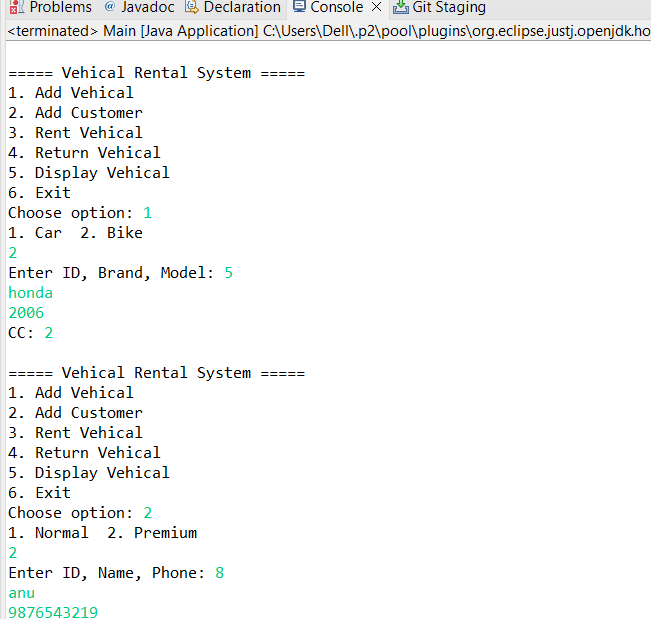 Problems @ Javadoc Declaration Console Git Staging
<terminated> Main [Java Application] C:\Users\Dell\.p2\pool\plugins\org.eclipse.justj.openjdk.ho
===== Vehical Rental System =====
1. Add Vehical
2. Add Customer
3. Rent Vehical
4. Return Vehical
5. Display Vehical
6. Exit
Choose option: 1
1. Car  2. Bike
2
Enter ID, Brand, Model: 5
honda
2006
CC: 2
===== Vehical Rental System =====
1. Add Vehical
2. Add Customer
3. Rent Vehical
4. Return Vehical
5. Display Vehical
6. Exit
Choose option: 2
1. Normal  2. Premium
2
Enter ID, Name, Phone: 8
anu
9876543219